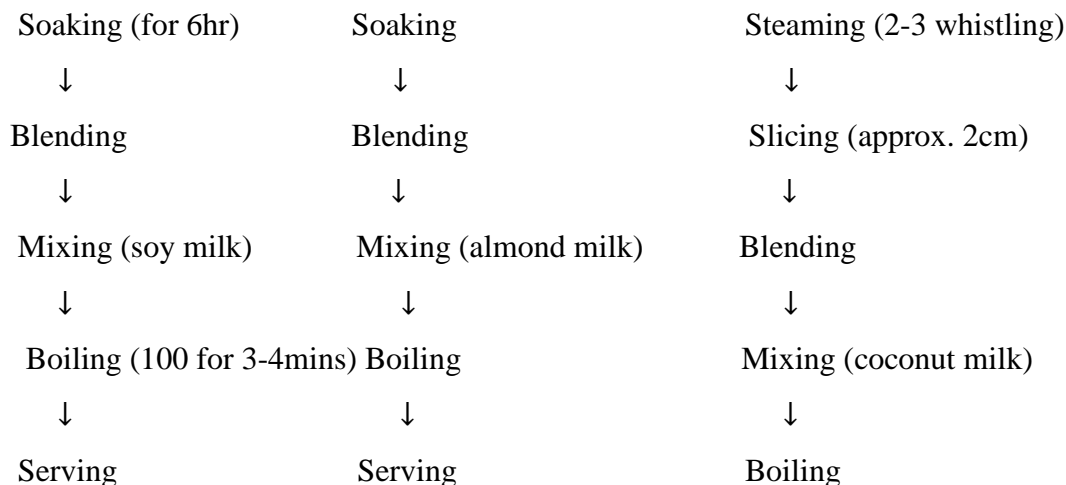 Soaking (for 6hr) Soaking Steaming (2-3 whistling)
↓ ↓ ↓
Blending Blending Slicing (approx. 2cm)
↓ ↓ ↓
Mixing (soy milk) Mixing (almond milk) Blending
↓ ↓ ↓
Boiling (100 for 3-4mins) Boiling Mixing (coconut milk)
↓ ↓ ↓
Serving Serving Boiling